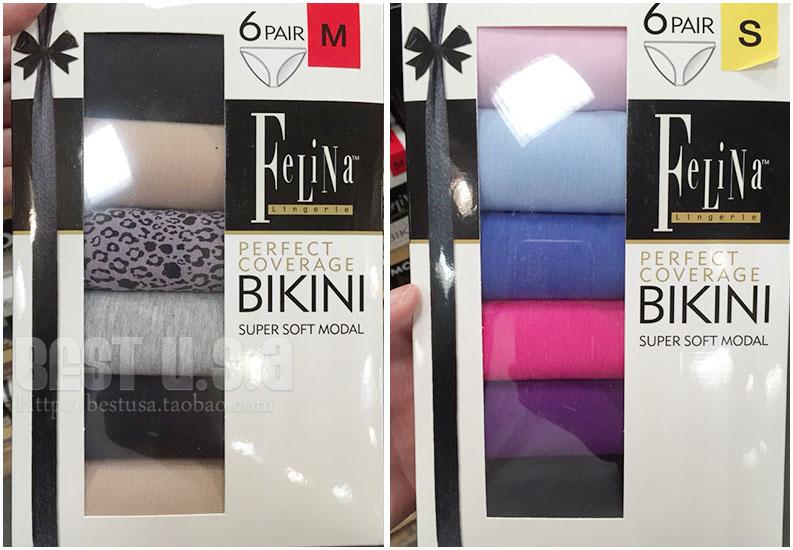 6 PAIR
M
FELINA™
Lingerie
PERFECT
COVERAGE
BIKINI
SUPER SOFT MODAL
BEST U.S.A
Http://bestusa.taobao.com
6 PAIR
S
FELINA™
Lingerie
PERFECT
COVERAGE
BIKINI
SUPER SOFT MODAL